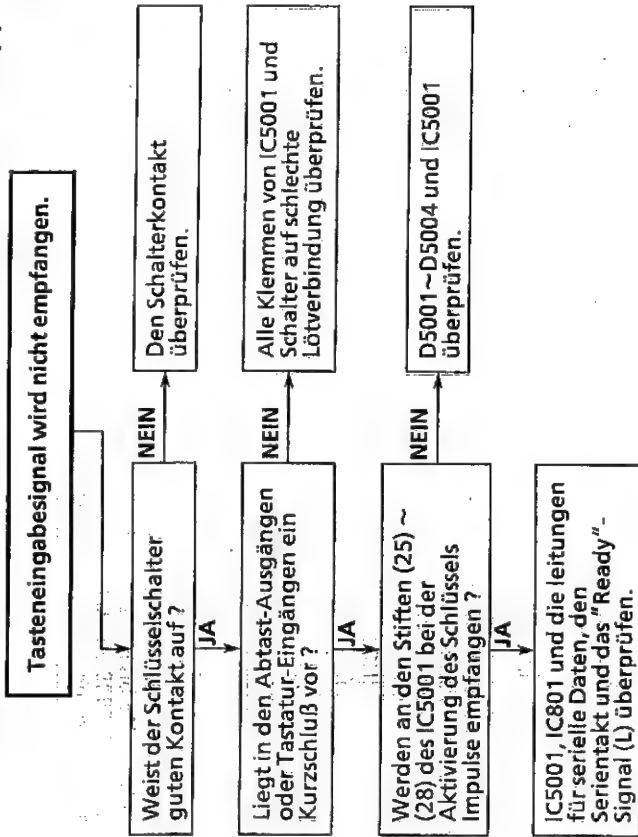 Tasteneingabesignal wird nicht empfangen.
Weist der Schlüsselschalter
guten Kontakt auf ?
NEIN
Den Schalterkontakt
überprüfen.
JA
Liegt in den Abtast-Ausgängen
oder Tastatur-Eingängen ein
Kurzschluß vor ?
NEIN
Alle Klemmen von IC5001 und
Schalter auf schlechte
Lötverbindung überprüfen.
JA
Werden an den Stiften (25) ~
(28) des IC5001 bei der
Aktivierung des Schlüssels
Impulse empfangen ?
NEIN
D5001~D5004 und IC5001
überprüfen.
JA
IC5001, IC801 und die leitungen
für serielle Daten, den
Serientakt und das "Ready"-
Signal (L) überprüfen.